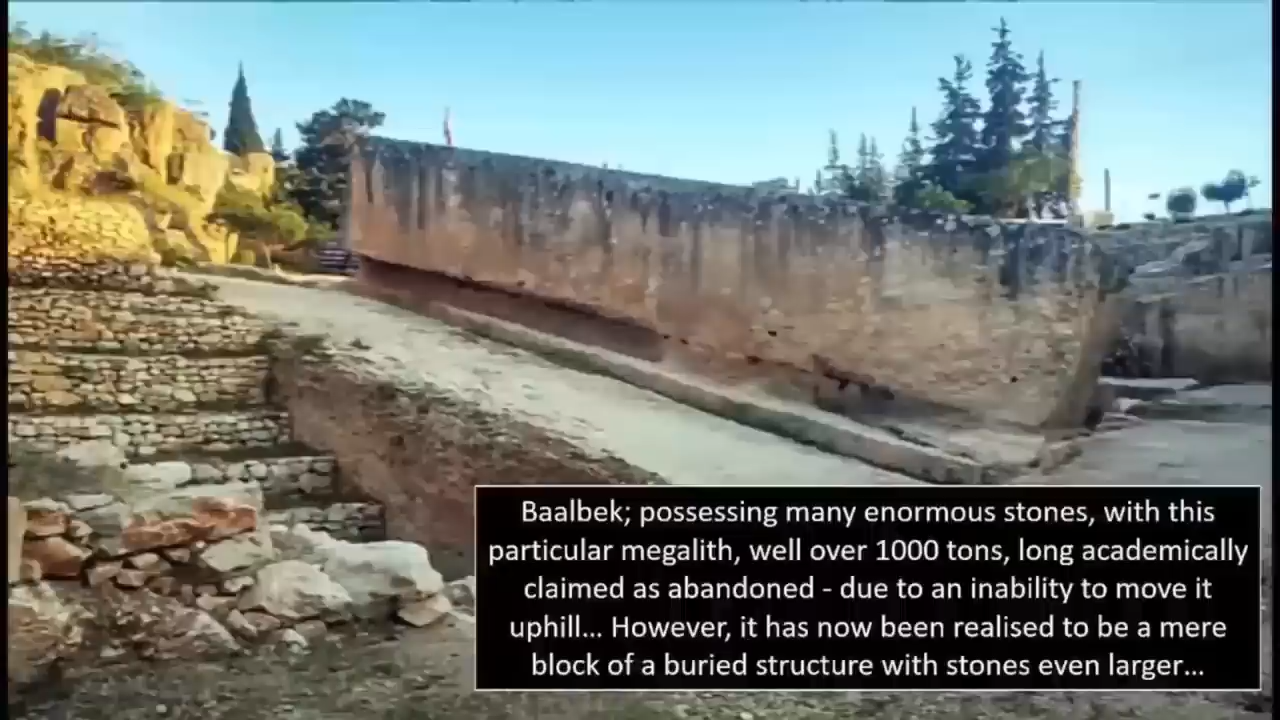 Baalbek; possessing many enormous stones, with this
particular megalith, well over 1000 tons, long academically
claimed as abandoned - due to an inability to move it
uphill... However, it has now been realised to be a mere
block of a buried structure with stones even larger...